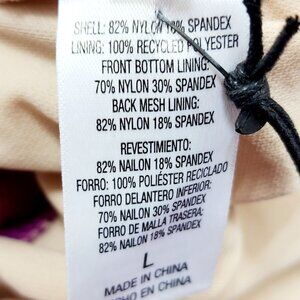 SHELL: 82% NYLON 18% SPANDEX
LINING: 100% RECYCLED POLYESTER
FRONT BOTTOM LINING:
70% NYLON 30% SPANDEX
BACK MESH LINING:
82% NYLON 18% SPANDEX
REVESTIMIENTO:
82% NAILON 18% SPANDEX
FORRO: 100% POLIÉSTER RECICLADO
FORRO DELANTERO INFERIOR:
70% NAILON 30% SPANDEX
FORRO DE MALLA TRASERA:
82% NAILON 18% SPANDEX
L
MADE IN CHINA
HECHO EN CHINA